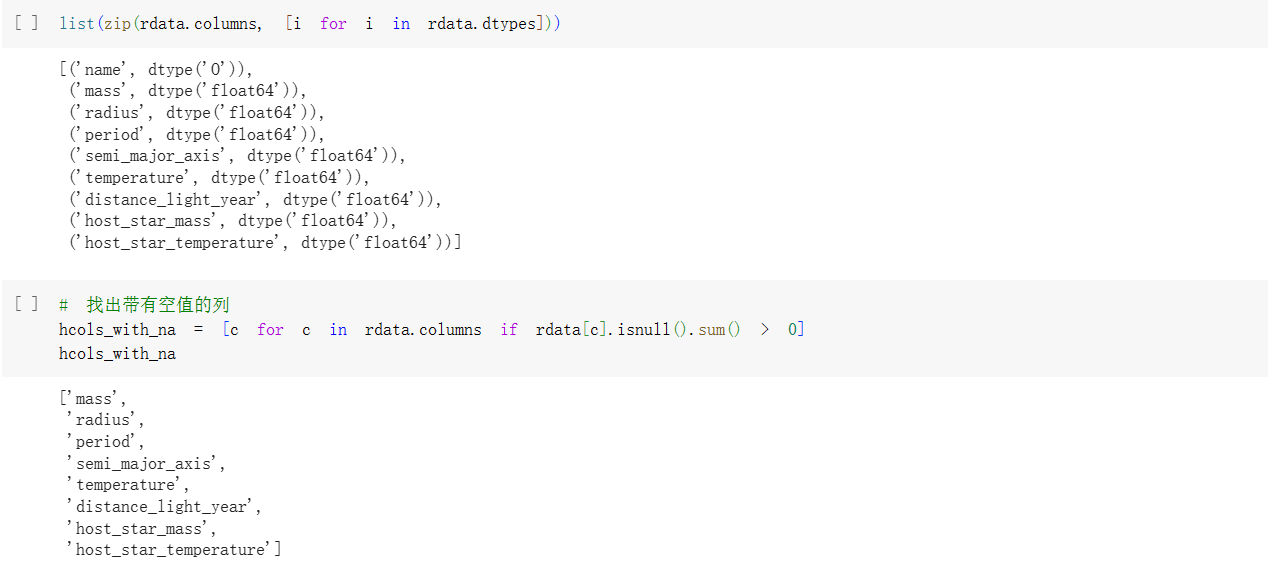 [ ] list(zip(rdata.columns, [i for i in rdata.dtypes]))
[('name', dtype('O')),
('mass', dtype('float64')),
('radius', dtype('float64')),
('period', dtype('float64')),
('semi_major_axis', dtype('float64')),
('temperature', dtype('float64')),
('distance_light_year', dtype('float64')),
('host_star_mass', dtype('float64')),
('host_star_temperature', dtype('float64'))]
[ ] # 找出带有空值的列
hcols_with_na = [c for c in rdata.columns if rdata[c].isnull().sum() > 0]
hcols_with_na
['mass',
'radius',
'period',
'semi_major_axis',
'temperature',
'distance_light_year',
'host_star_mass',
'host_star_temperature']